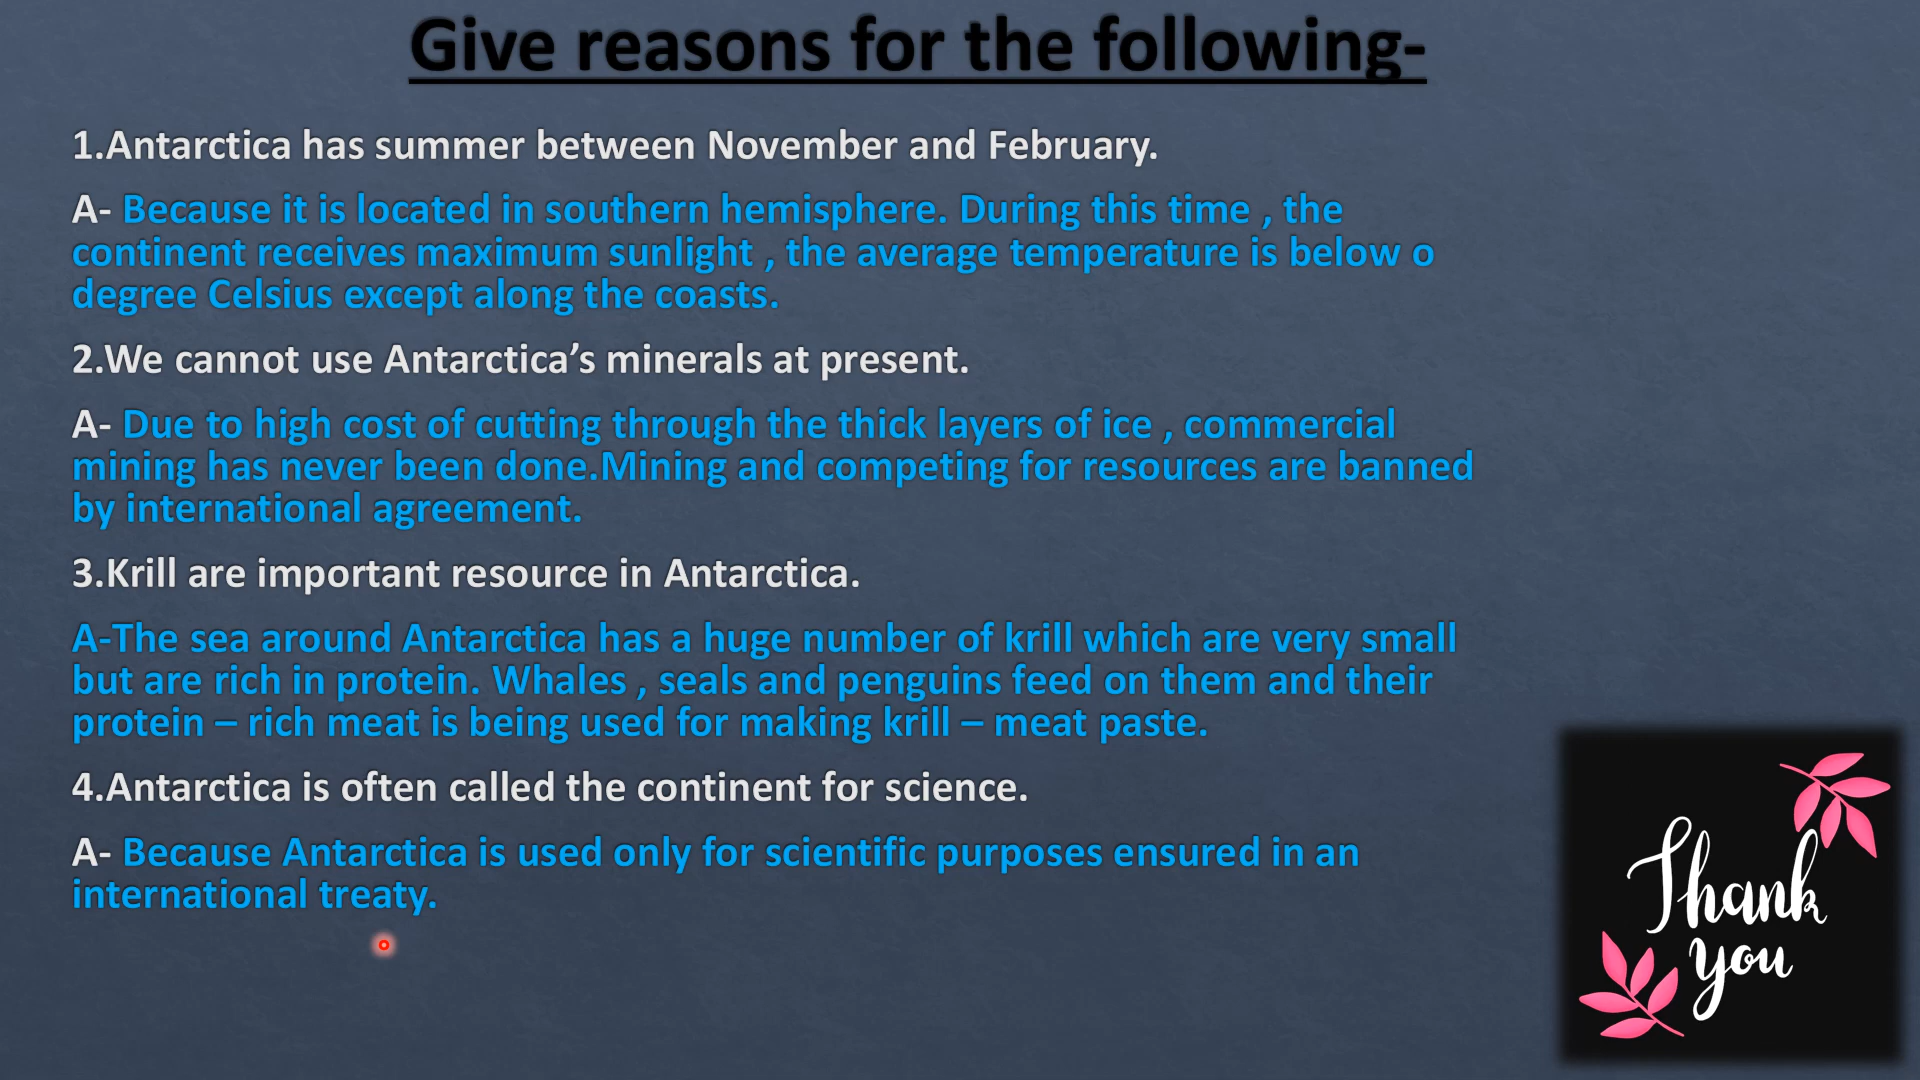 Give reasons for the following-
1.Antarctica has summer between November and February.
A- Because it is located in southern hemisphere. During this time , the
continent receives maximum sunlight , the average temperature is below o
degree Celsius except along the coasts.
2.We cannot use Antarctica’s minerals at present.
A- Due to high cost of cutting through the thick layers of ice , commercial
mining has never been done.Mining and competing for resources are banned
by international agreement.
3.Krill are important resource in Antarctica.
A-The sea around Antarctica has a huge number of krill which are very small
but are rich in protein. Whales , seals and penguins feed on them and their
protein – rich meat is being used for making krill – meat paste.
4.Antarctica is often called the continent for science.
A- Because Antarctica is used only for scientific purposes ensured in an
international treaty.
Thank
you